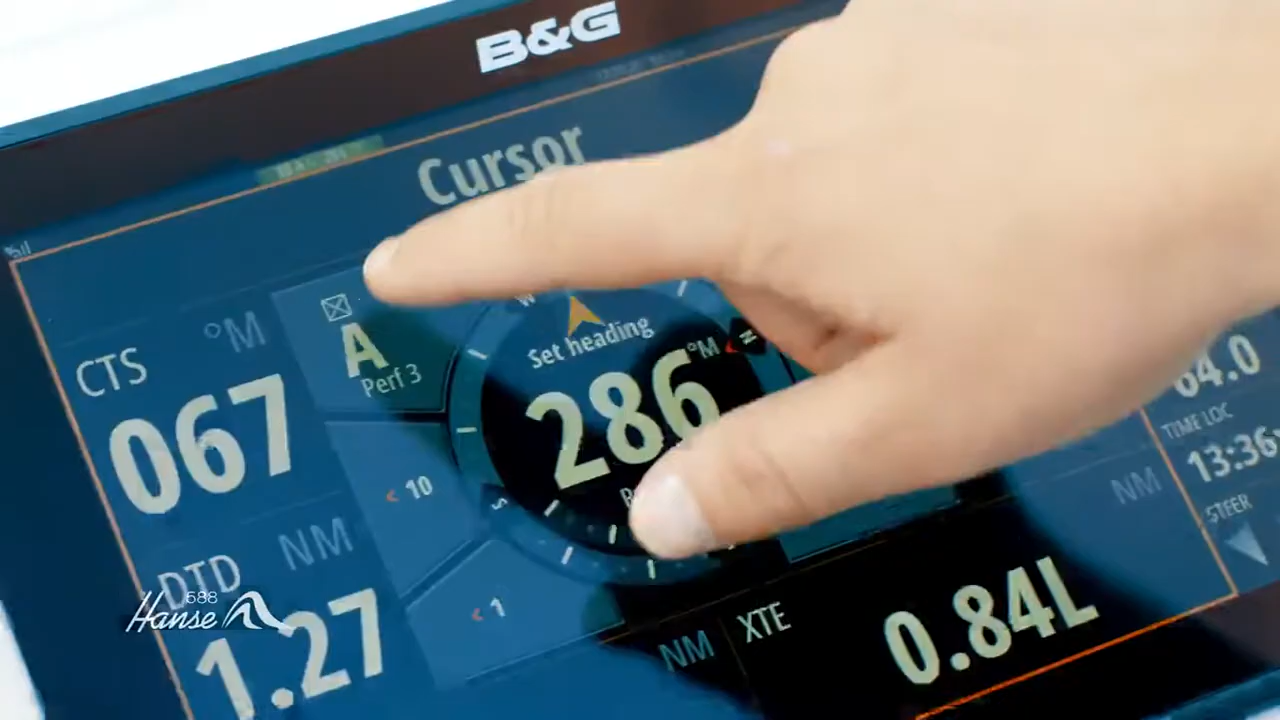 B&G
Cursor
°M
CTS
067
A
Perf 3
W
Set heading
°M
286
N
64.0
TIME LOC
13:36
< 10
S
NM
DTD
NM
STEER
1.27
< 1
NM
XTE
0.84L
588
Hanse